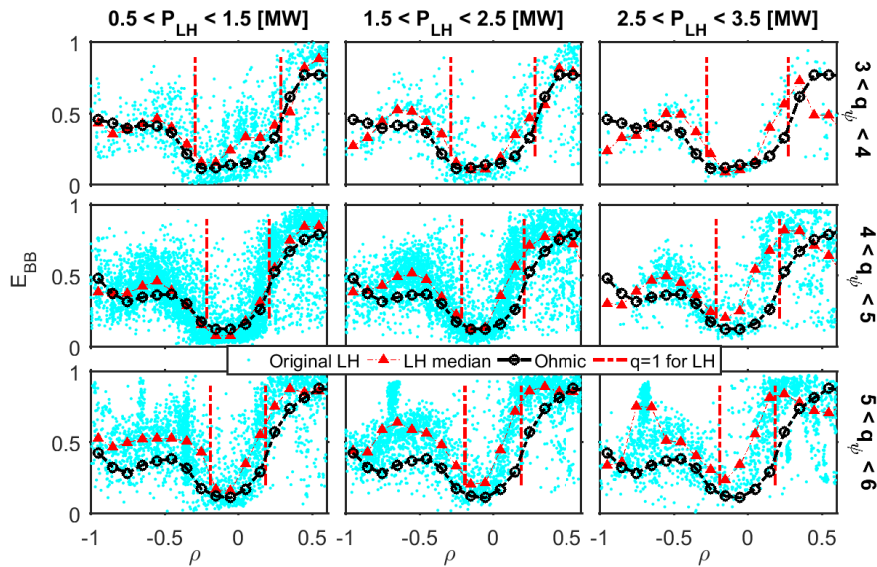 0.5 < P_LH < 1.5 [MW]
1.5 < P_LH < 2.5 [MW]
2.5 < P_LH < 3.5 [MW]
1
0.5
0
3 < q_ψ < 4
1
0.5
0
E_BB
4 < q_ψ < 5
Original LH
LH median
Ohmic
q=1 for LH
1
0.5
0
5 < q_ψ < 6
-1 -0.5 0 0.5
-1 -0.5 0 0.5
-1 -0.5 0 0.5
ρ
ρ
ρ